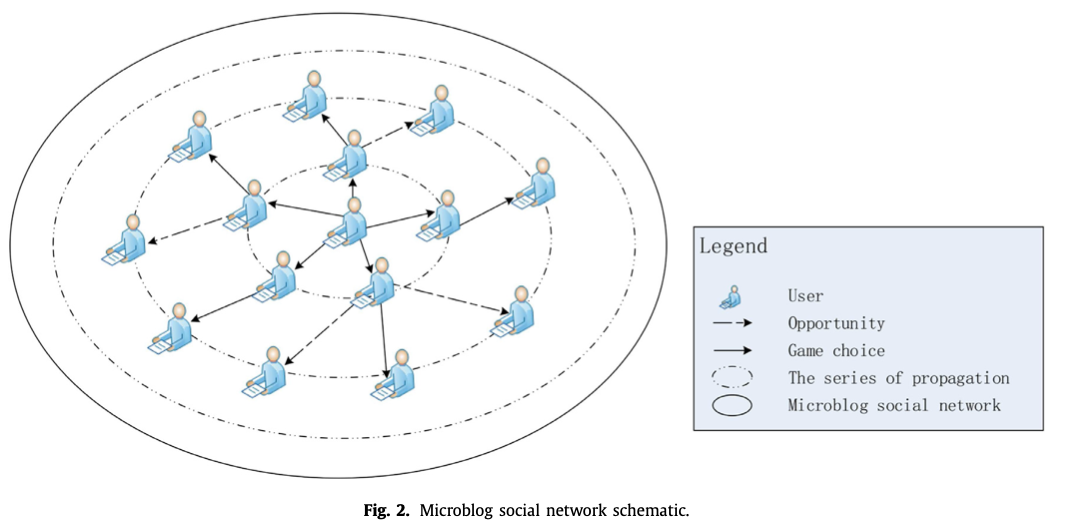 Legend
User
Opportunity
Game choice
The series of propagation
Microblog social network
Fig. 2. Microblog social network schematic.